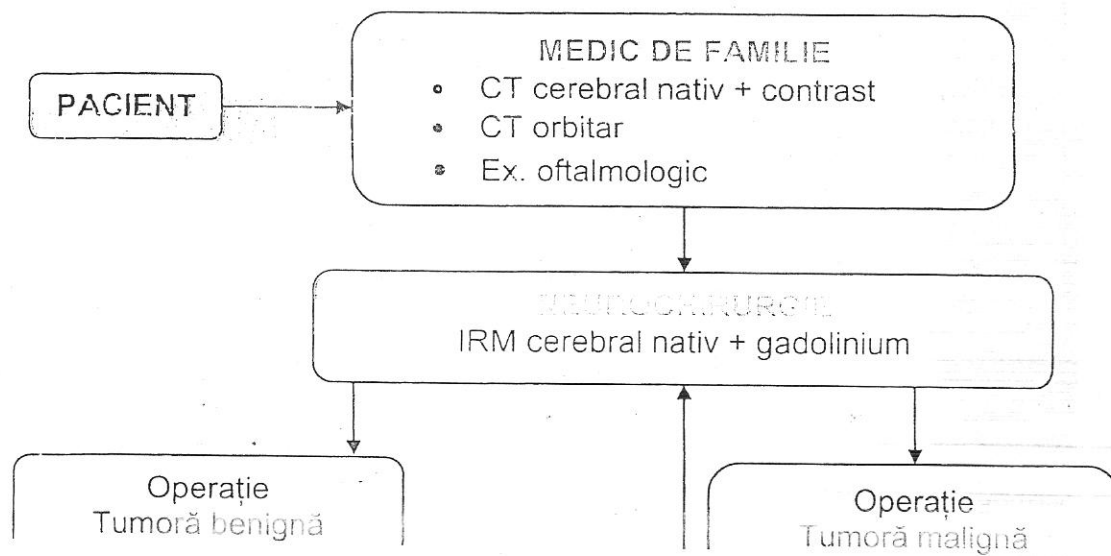 MEDIC DE FAMILIE
PACIENT
• CT cerebral nativ + contrast
• CT orbitar
• Ex. oftalmologic
NEUROCHIRURGIE
IRM cerebral nativ + gadolinium
Operație
Tumoră benignă
Operație
Tumoră malignă